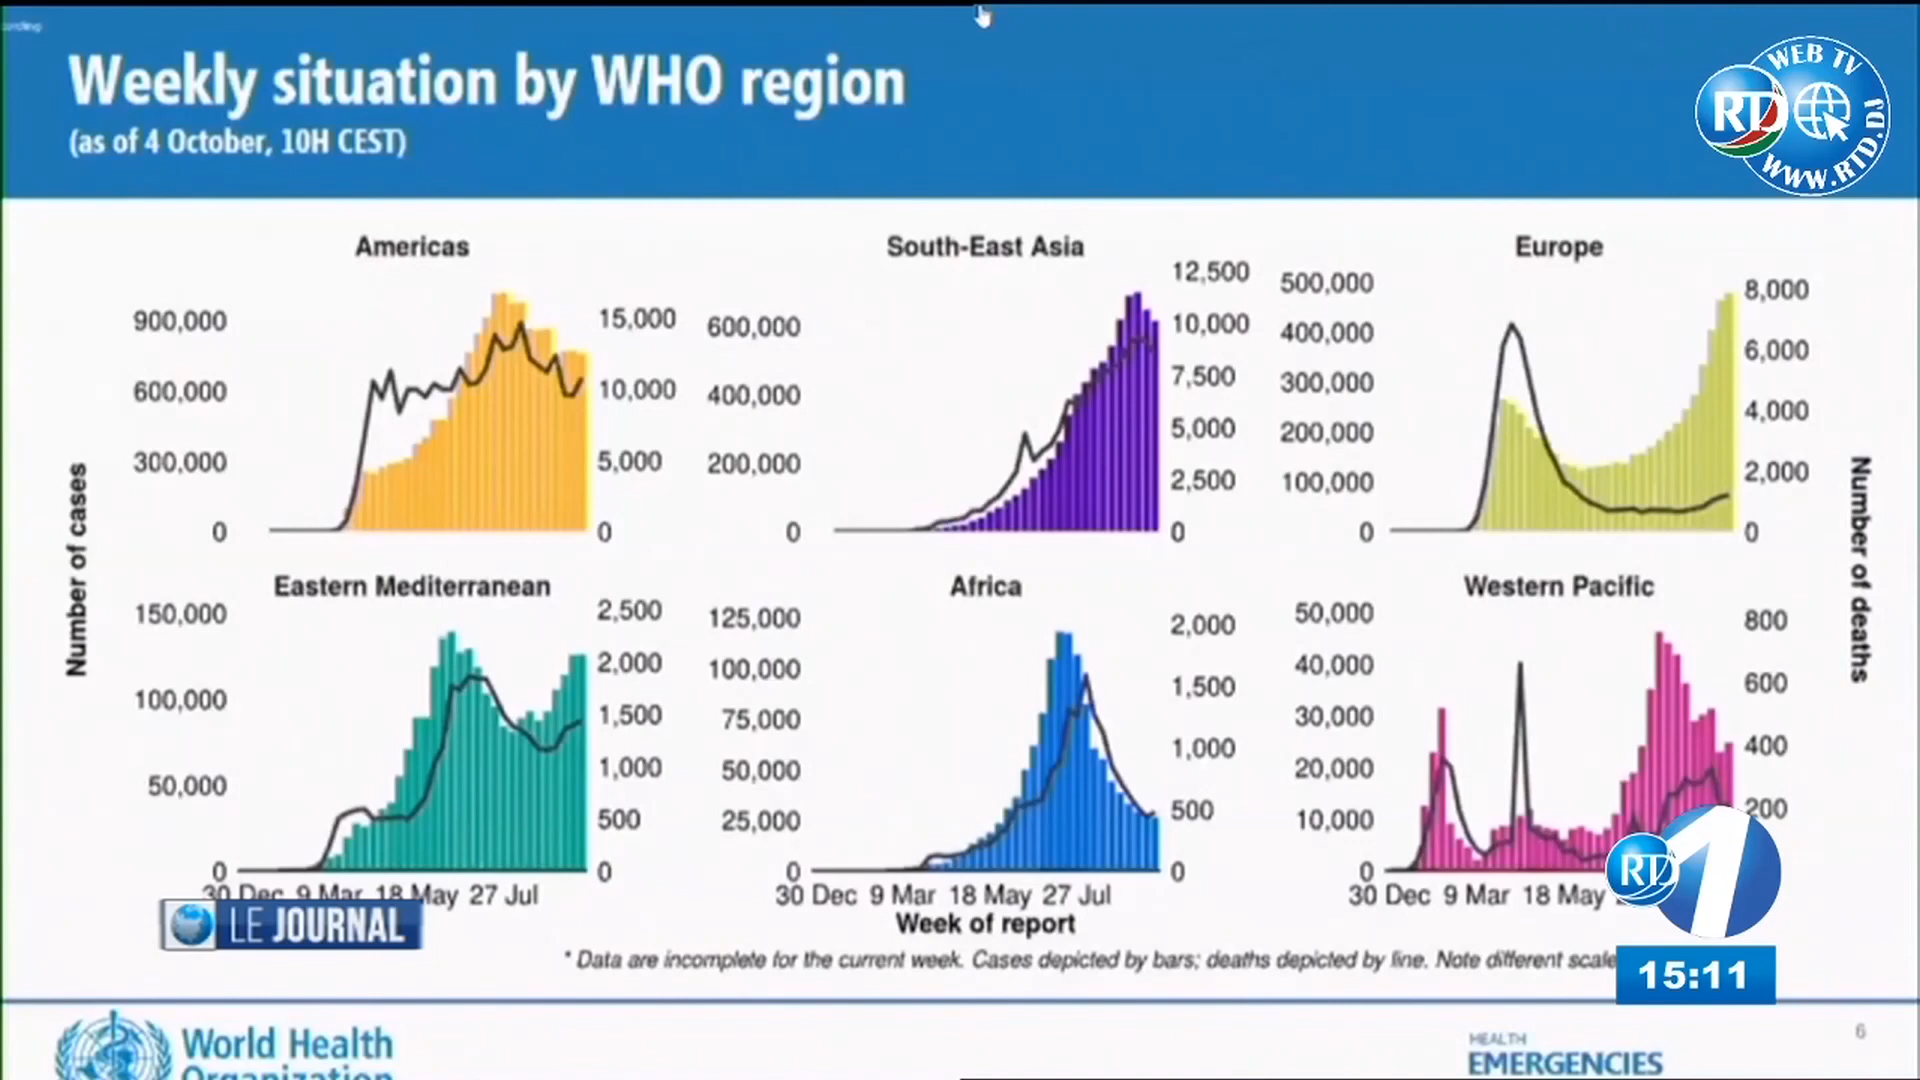 Weekly situation by WHO region
(as of 4 October, 10H CEST)
WEB TV
RTD
WWW.RTD.DJ
Number of cases
Americas
900,000
600,000
300,000
0
15,000
10,000
5,000
0
South-East Asia
600,000
400,000
200,000
0
12,500
10,000
7,500
5,000
2,500
0
Europe
500,000
400,000
300,000
200,000
100,000
0
8,000
6,000
4,000
2,000
0
Number of deaths
Eastern Mediterranean
150,000
100,000
50,000
0
2,500
2,000
1,500
1,000
500
0
30 Dec 9 Mar 18 May 27 Jul
Africa
125,000
100,000
75,000
50,000
25,000
0
2,000
1,500
1,000
500
0
30 Dec 9 Mar 18 May 27 Jul
Western Pacific
50,000
40,000
30,000
20,000
10,000
0
800
600
400
200
30 Dec 9 Mar 18 May
RTD 1
LE JOURNAL
Week of report
* Data are incomplete for the current week. Cases depicted by bars; deaths depicted by line. Note different scale
15:11
World Health
Organization
HEALTH
EMERGENCIES
6